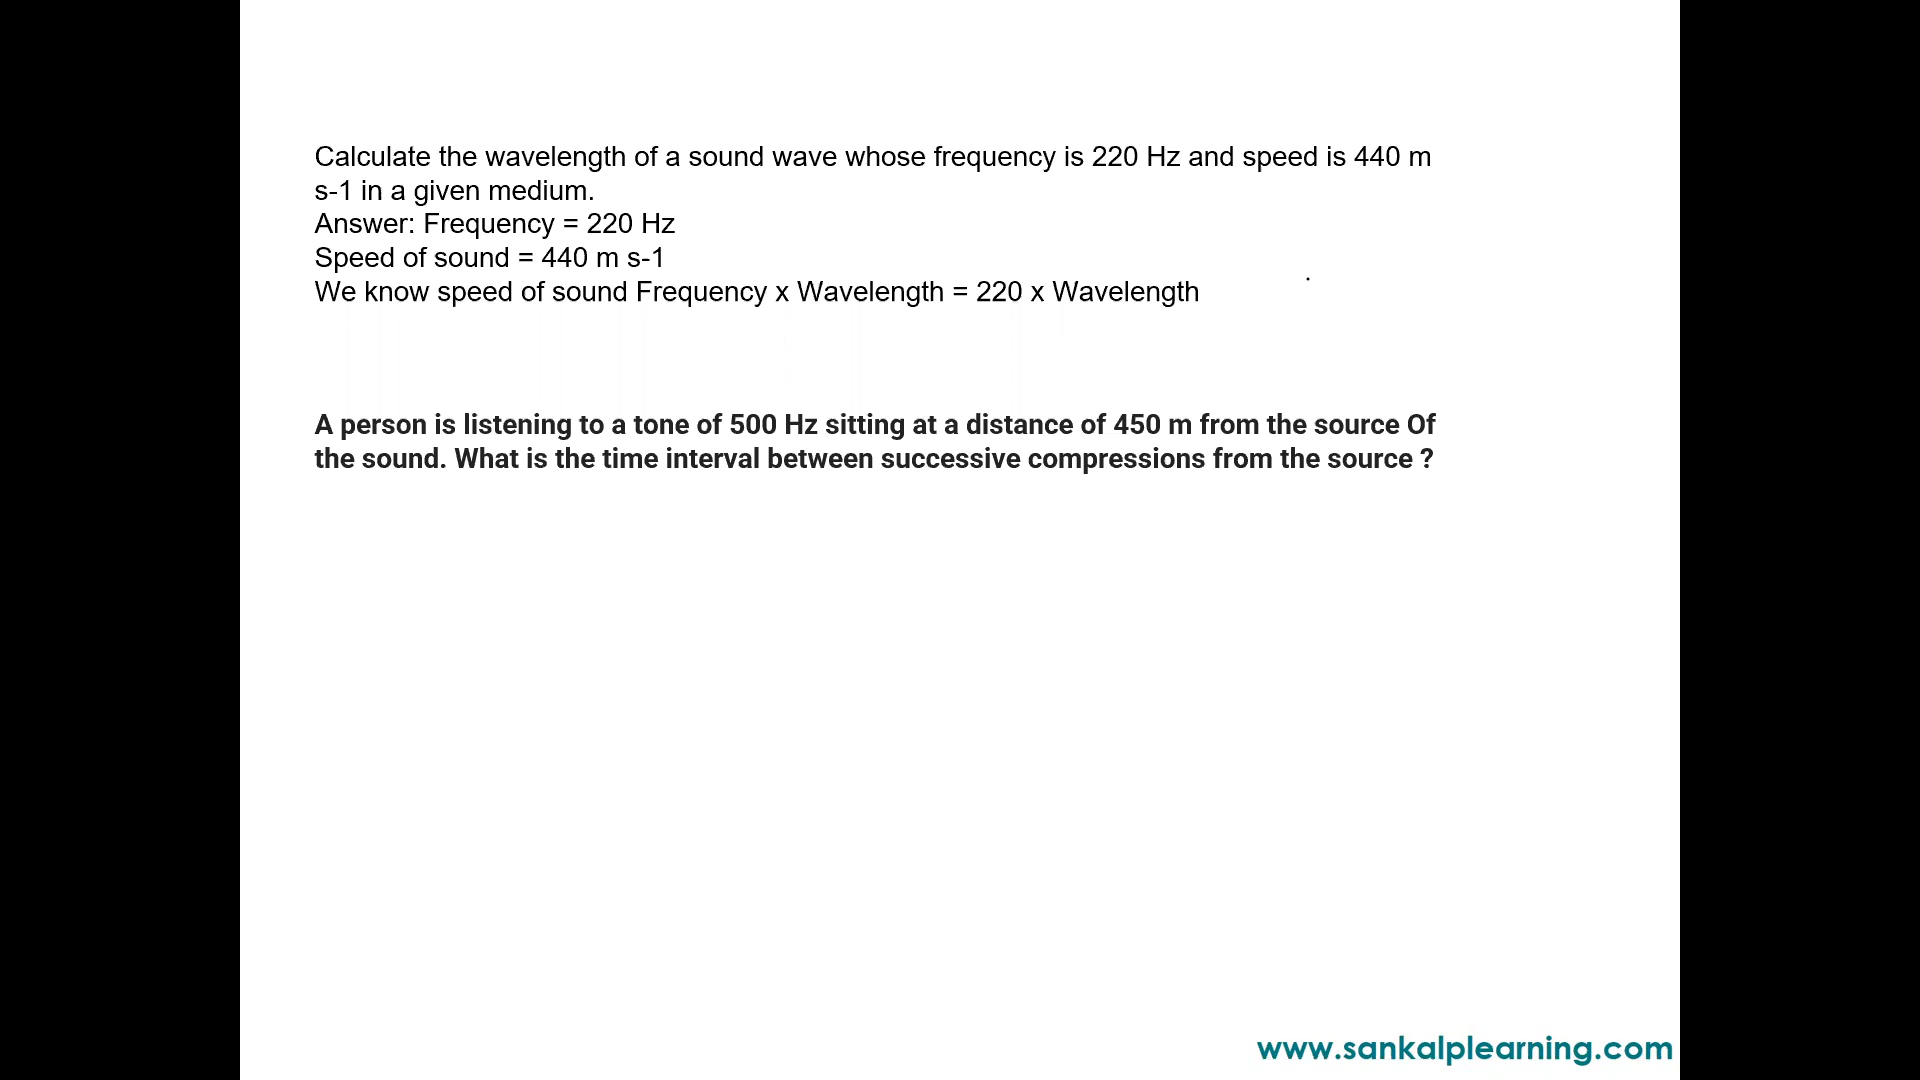 Calculate the wavelength of a sound wave whose frequency is 220 Hz and speed is 440 m
s-1 in a given medium.
Answer: Frequency = 220 Hz
Speed of sound = 440 m s-1
We know speed of sound Frequency x Wavelength = 220 x Wavelength
A person is listening to a tone of 500 Hz sitting at a distance of 450 m from the source Of
the sound. What is the time interval between successive compressions from the source ?
www.sankalplearning.com